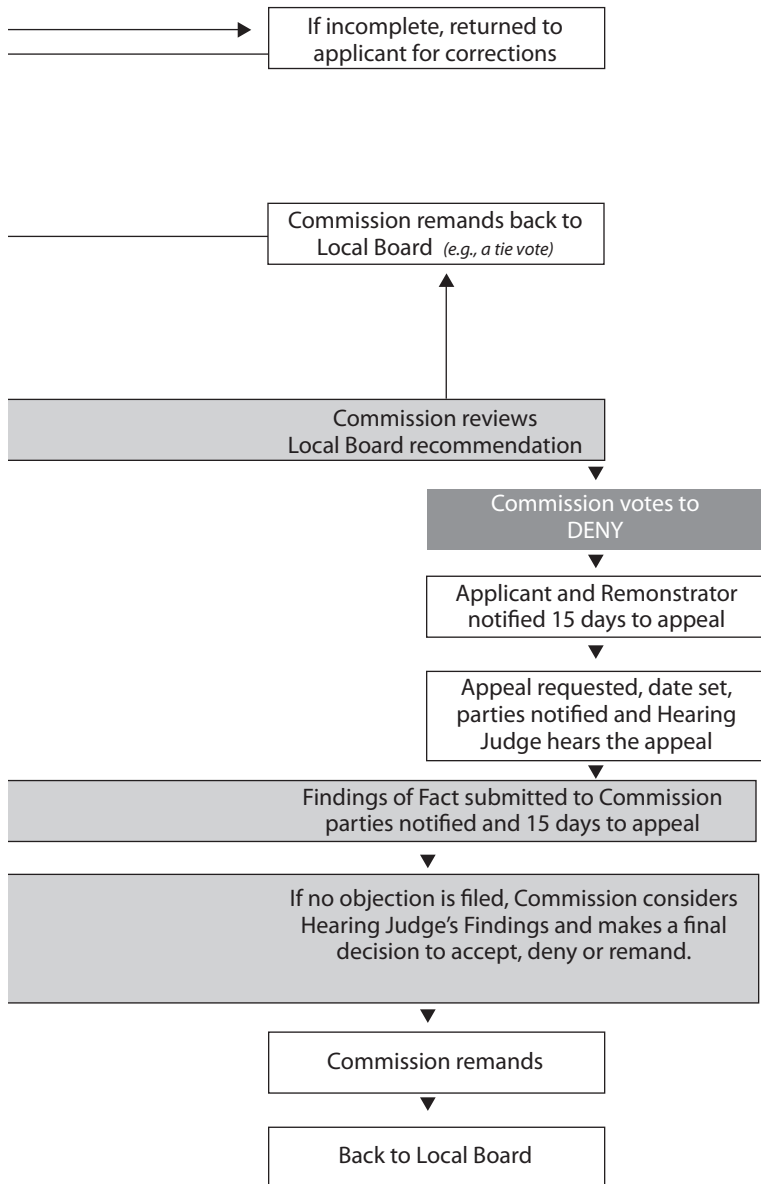 If incomplete, returned to
applicant for corrections
Commission remands back to
Local Board (e.g., a tie vote)
Commission reviews
Local Board recommendation
Commission votes to
DENY
Applicant and Remonstrator
notified 15 days to appeal
Appeal requested, date set,
parties notified and Hearing
Judge hears the appeal
Findings of Fact submitted to Commission
parties notified and 15 days to appeal
If no objection is filed, Commission considers
Hearing Judge’s Findings and makes a final
decision to accept, deny or remand.
Commission remands
Back to Local Board